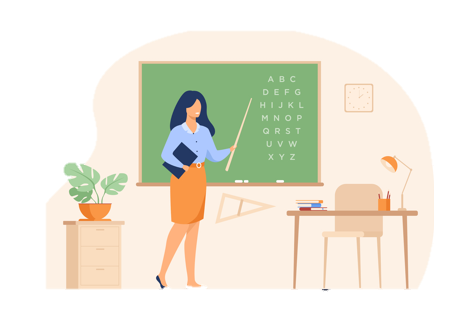 A B C
D E F G
H I J K L
M N O P
Q R S T
U V W
X Y Z